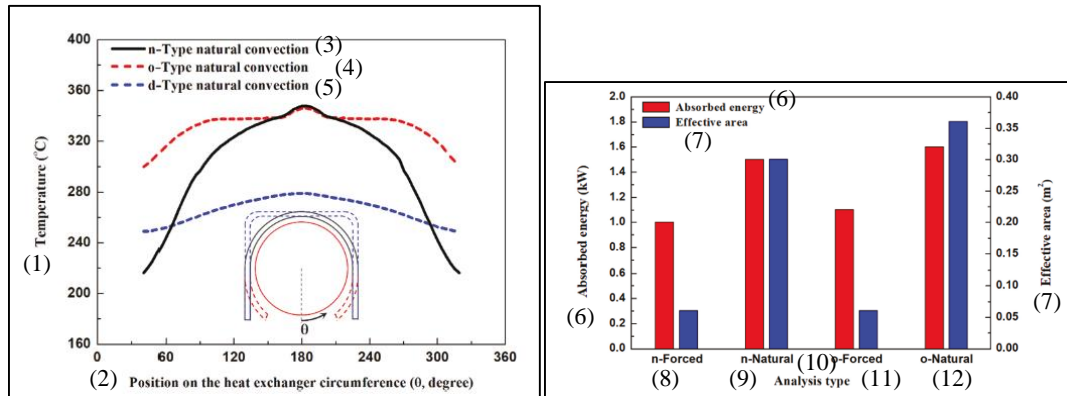 400
360
340
280
220
160
Temperature (°C)
(1)
n-Type natural convection (3)
o-Type natural convection (4)
d-Type natural convection (5)
θ
0 60 120 180 240 300 360
(2) Position on the heat exchanger circumference (θ, degree)
(6)
Absorbed energy
Effective area
(7)
2.0
1.8
1.6
1.4
1.2
1.0
0.8
0.6
0.4
0.2
0.0
Absorbed energy (kW)
(6)
0.40
0.35
0.30
0.25
0.20
0.15
0.10
0.05
0.00
Effective area (m²)
(7)
n-Forced n-Natural (10) o-Forced o-Natural
(8) (9) Analysis type (11) (12)